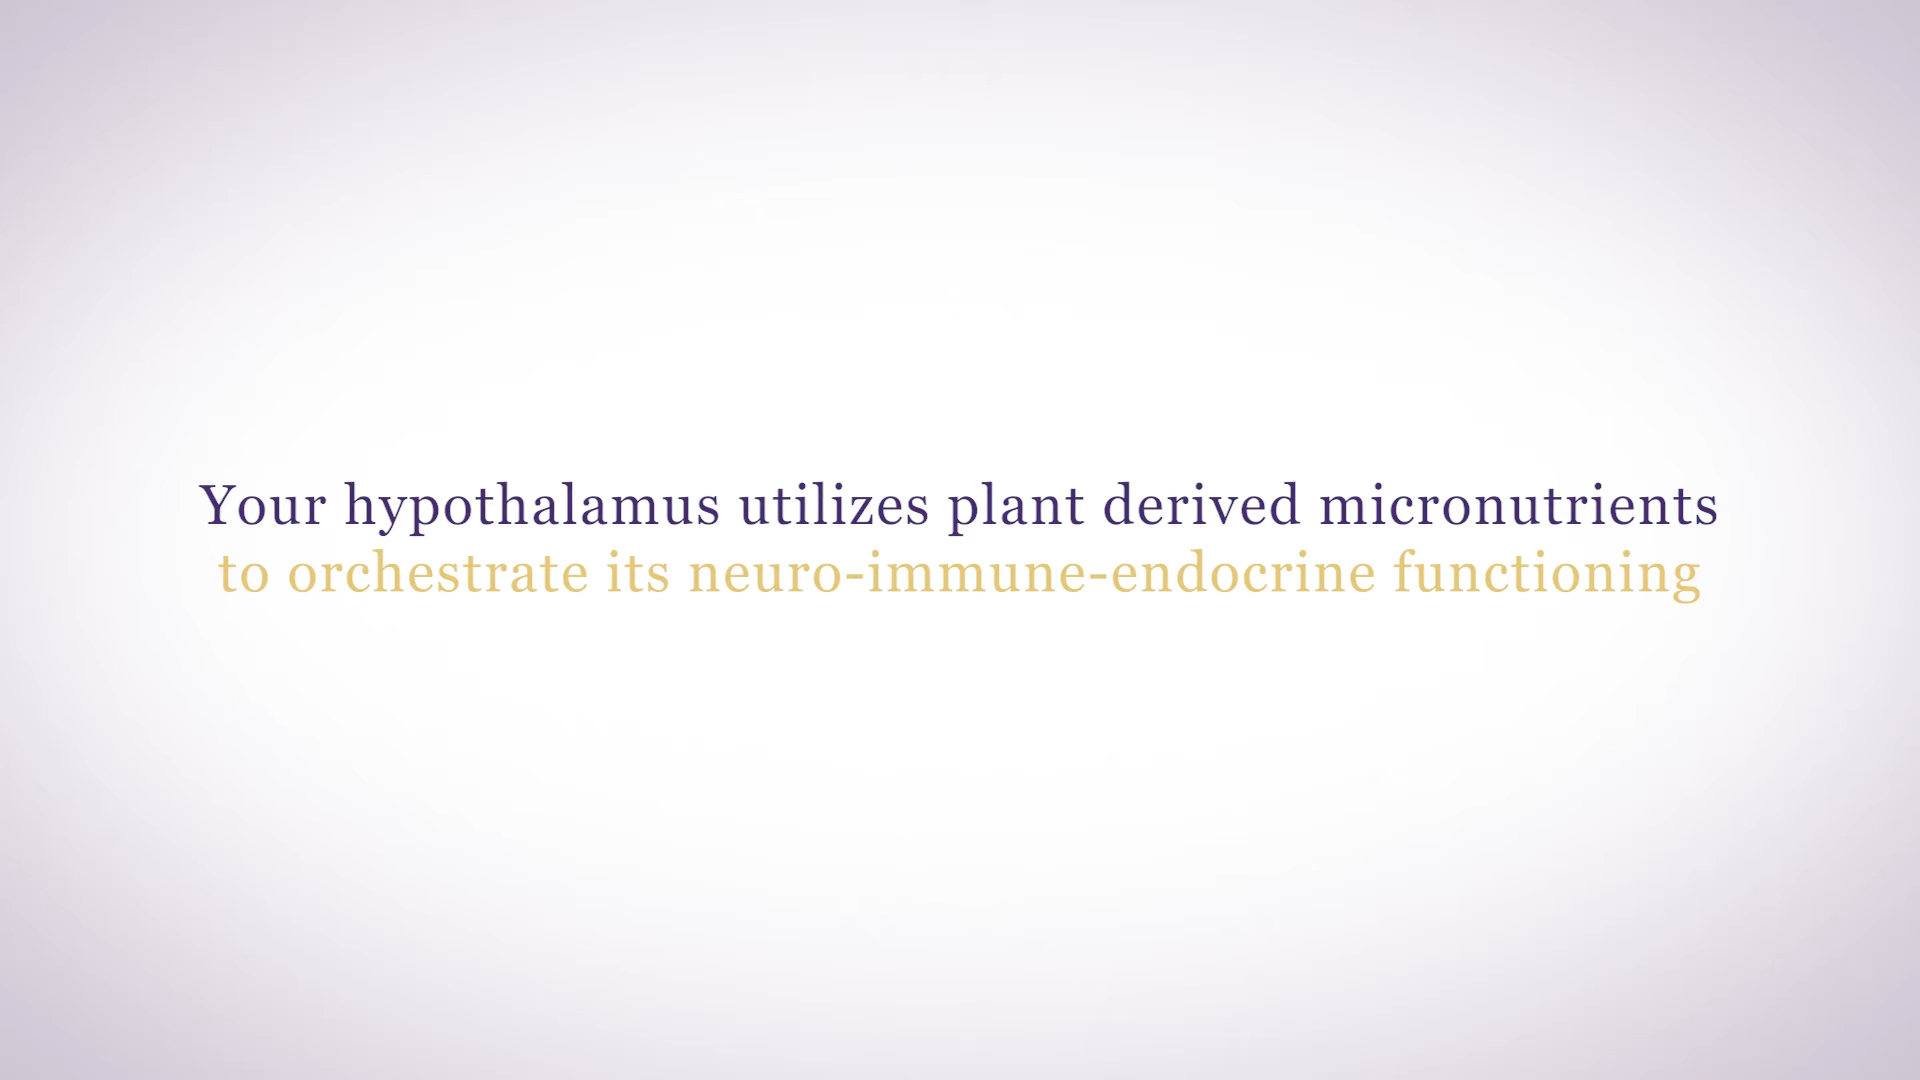 Your hypothalamus utilizes plant derived micronutrients
to orchestrate its neuro-immune-endocrine functioning